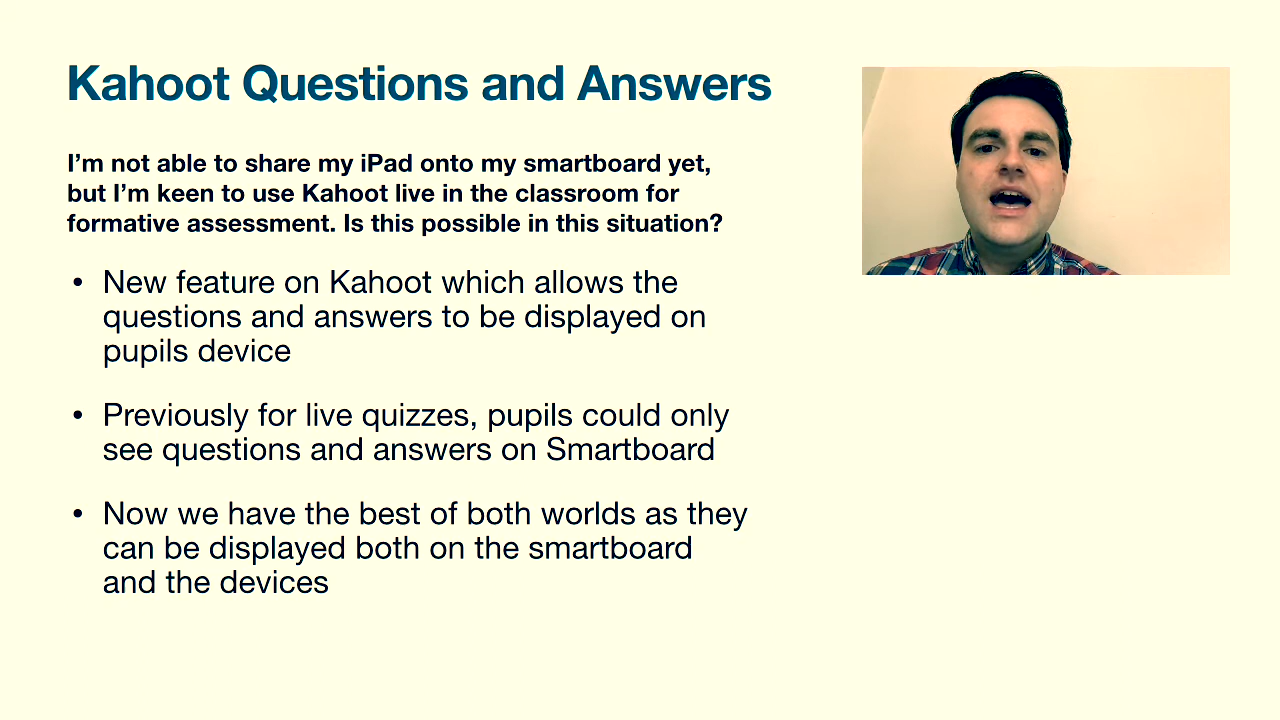 Kahoot Questions and Answers
I’m not able to share my iPad onto my smartboard yet,
but I’m keen to use Kahoot live in the classroom for
formative assessment. Is this possible in this situation?
• New feature on Kahoot which allows the
questions and answers to be displayed on
pupils device
• Previously for live quizzes, pupils could only
see questions and answers on Smartboard
• Now we have the best of both worlds as they
can be displayed both on the smartboard
and the devices